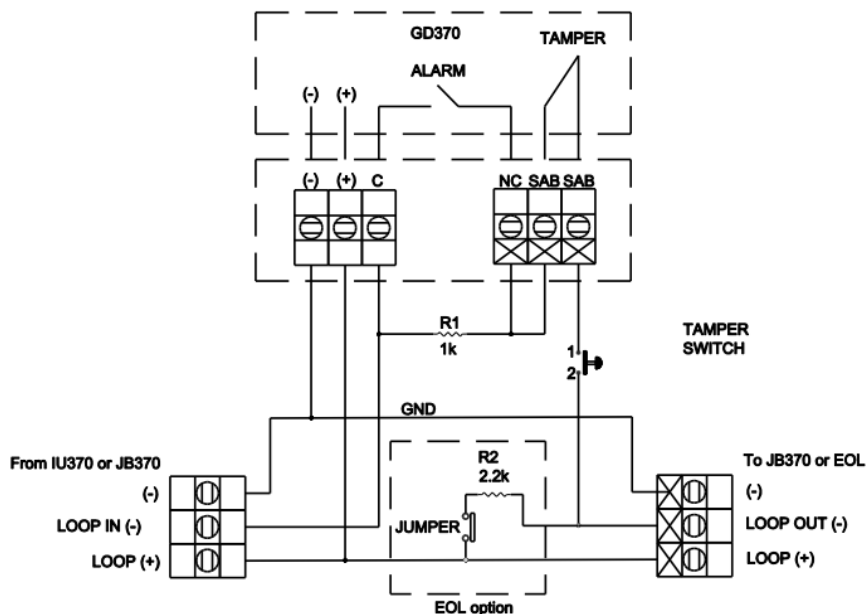 GD370
TAMPER
ALARM
(-) (+)
(-) (+) C
NC SAB SAB
R1
1k
TAMPER
SWITCH
1
2
GND
From IU370 or JB370
(-)
LOOP IN (-)
LOOP (+)
R2
2.2k
JUMPER
EOL option
To JB370 or EOL
(-)
LOOP OUT (-)
LOOP (+)